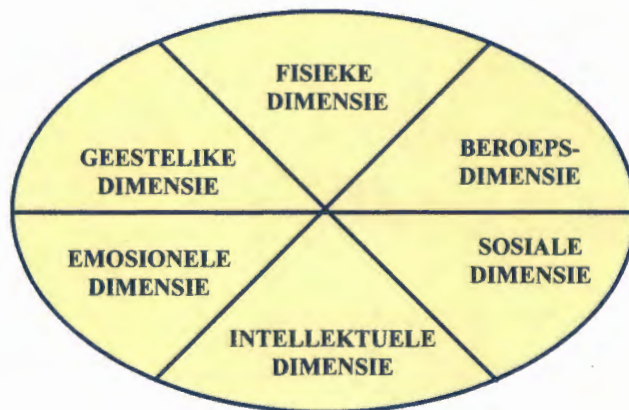 FISIEKE
DIMENSIE
BEROEPS-
DIMENSIE
SOSIALE
DIMENSIE
INTELLEKTUELE
DIMENSIE
EMOSIONELE
DIMENSIE
GEESTELIKE
DIMENSIE